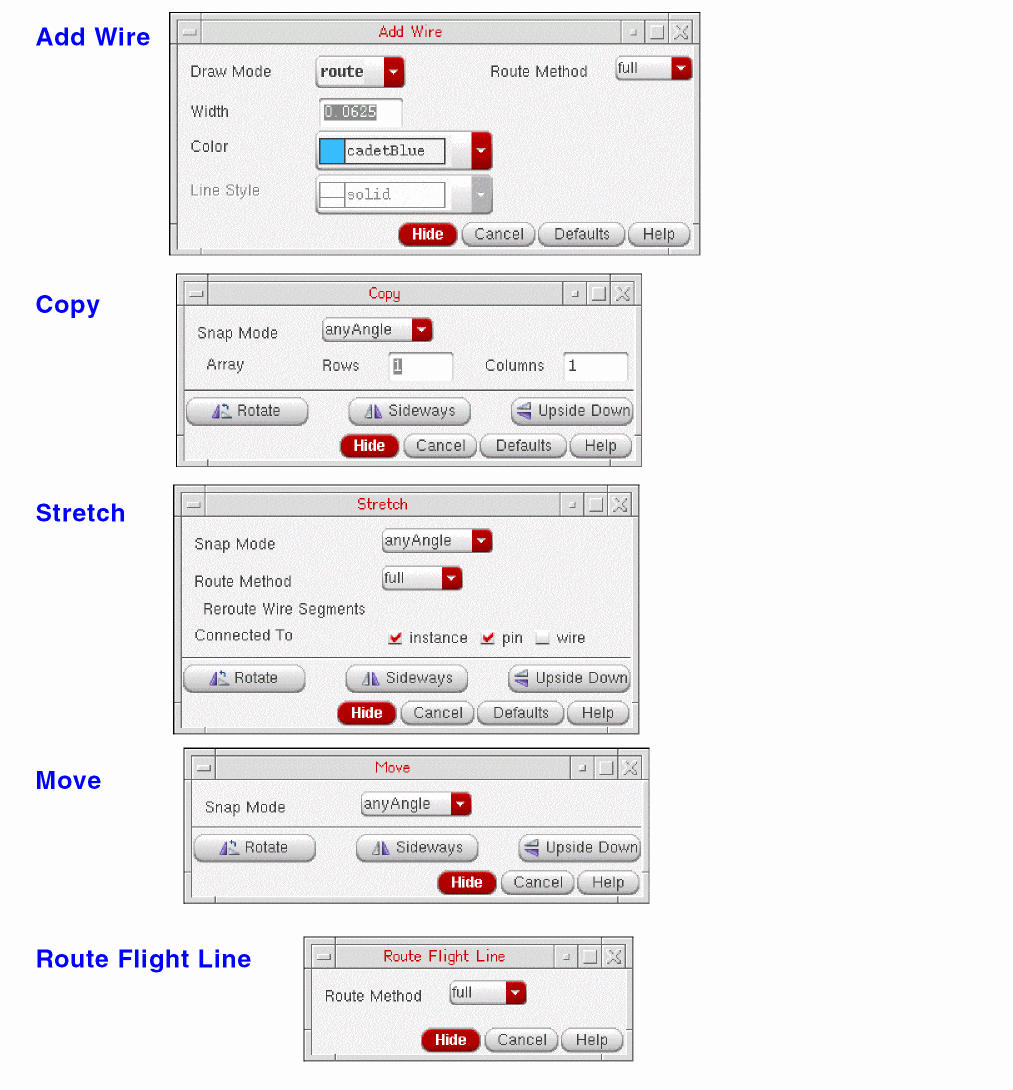 Add Wire
Add Wire
Draw Mode route Route Method full
Width 0.0625
Color cadetBlue
Line Style solid
Hide Cancel Defaults Help
Copy
Copy
Snap Mode anyAngle
Array Rows 1 Columns 1
Rotate Sideways Upside Down
Hide Cancel Defaults Help
Stretch
Stretch
Snap Mode anyAngle
Route Method full
Reroute Wire Segments
Connected To instance pin wire
Rotate Sideways Upside Down
Hide Cancel Defaults Help
Move
Move
Snap Mode anyAngle
Rotate Sideways Upside Down
Hide Cancel Help
Route Flight Line
Route Flight Line
Route Method full
Hide Cancel Help